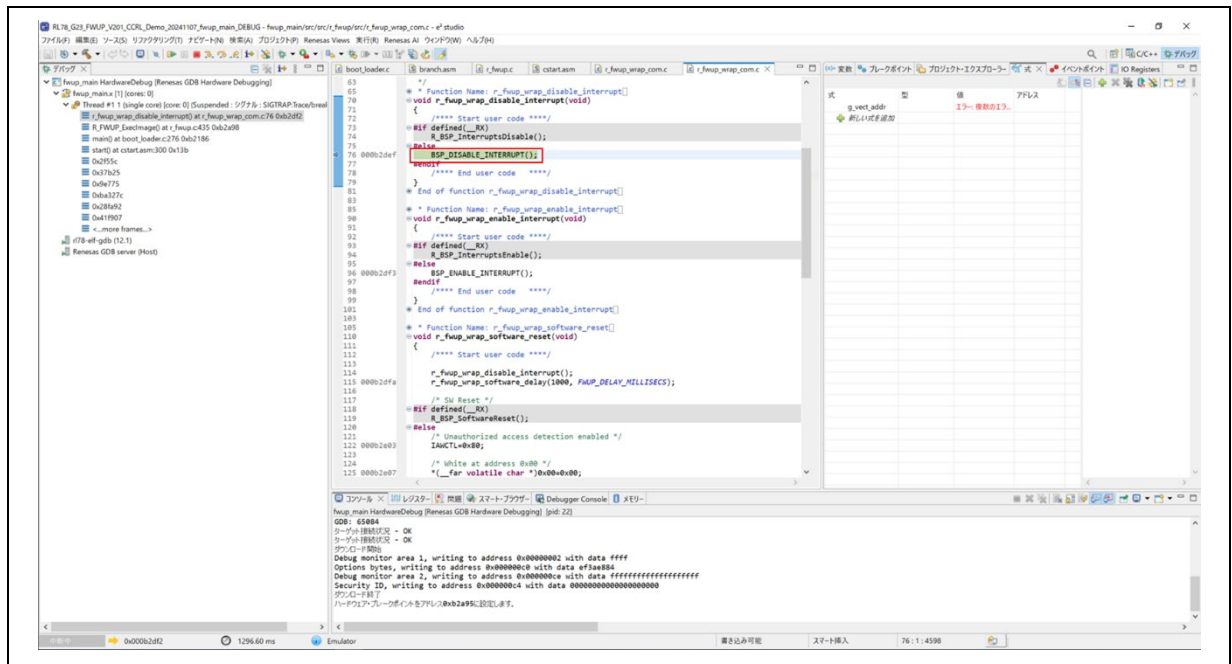 RL78_G23_FWUP_V201_CCRL_Demo_20241107_fwup_main_DEBUG - fwup_main/src/src/r_fwup/src/r_fwup_wrap_com.c - e² studio
ファイル(F) 編集(E) ソース(S) リファクタリング(T) ナビゲート(N) 検索(A) プロジェクト(P) Renesas Views 実行(R) Renesas AI ウィンドウ(W) ヘルプ(H)
C/C++ デバッグ
デバッグ
fwup_main HardwareDebug [Renesas GDB Hardware Debugging]
fwup_main.x [1] [cores: 0]
Thread #1 1 (single core) [core: 0] (Suspended : シグナル : SIGTRAP:Trace/breal
r_fwup_wrap_disable_interrupt() at r_fwup_wrap_com.c:76 0xb2df2
R_FWUP_ExecImage() at r_fwup.c:435 0xb2a98
main() at boot_loader.c:276 0xb2186
start() at cstart.asm:300 0x13b
0x2f55c
0x37b25
0x9e775
0xba327c
0x28fa92
0x41f907
<...more frames...>
rl78-elf-gdb (12.1)
Renesas GDB server (Host)
boot_loader.c branch.asm r_fwup.c cstart.asm r_fwup_wrap_com.c r_fwup_wrap_com.c
63 */
65 * Function Name: r_fwup_wrap_disable_interrupt
70 void r_fwup_wrap_disable_interrupt(void)
71 {
72 /**** Start user code ****/
73 #if defined(__RX)
74 R_BSP_InterruptsDisable();
75 #else
76 000b2def BSP_DISABLE_INTERRUPT();
77 #endif
78 /**** End user code ****/
79 }
81 * End of function r_fwup_wrap_disable_interrupt
83
85 * Function Name: r_fwup_wrap_enable_interrupt
90 void r_fwup_wrap_enable_interrupt(void)
91 {
92 /**** Start user code ****/
93 #if defined(__RX)
94 R_BSP_InterruptsEnable();
95 #else
96 000b2df3 BSP_ENABLE_INTERRUPT();
97 #endif
98 /**** End user code ****/
99 }
101 * End of function r_fwup_wrap_enable_interrupt
103
105 * Function Name: r_fwup_wrap_software_reset
110 void r_fwup_wrap_software_reset(void)
111 {
112 /**** Start user code ****/
113
114 r_fwup_wrap_disable_interrupt();
115 000b2dfa r_fwup_wrap_software_delay(1000, FWUP_DELAY_MILLISECS);
116
117 /* SW Reset */
118 #if defined(__RX)
119 R_BSP_SoftwareReset();
120 #else
121 /* Unauthorized access detection enabled */
122 000b2e03 IAWCTL=0x80;
123
124 /* White at address 0x00 */
125 000b2e07 *(__far volatile char *)0x00=0x00;
変数 ブレークポイント プロジェクト・エクスプローラー 式 イベントポイント IO Registers
式 型 値 アドレス
g_vect_addr エラー: 複数のエラ..
新しい式を追加
コンソール レジスター 問題 スマート・ブラウザー Debugger Console メモリー
fwup_main HardwareDebug [Renesas GDB Hardware Debugging] [pid: 22]
GDB: 65084
ターゲット接続状況 - OK
ターゲット接続状況 - OK
ダウンロード開始
Debug monitor area 1, writing to address 0x00000002 with data ffff
Options bytes, writing to address 0x000000c0 with data ef3ae884
Debug monitor area 2, writing to address 0x000000ce with data ffffffffffffffffffff
Security ID, writing to address 0x000000c4 with data 00000000000000000000
ダウンロード終了
ハードウェア・ブレークポイントをアドレス0xb2a95に設定します。
0x000b2df2 1296.60 ms Emulator 書き込み可能 スマート挿入 76 : 1 : 4598